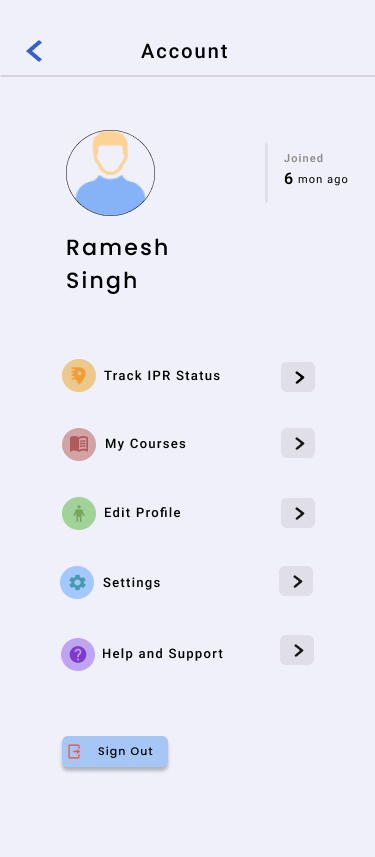 Account
Joined
6 mon ago
Ramesh
Singh
Track IPR Status
My Courses
Edit Profile
Settings
Help and Support
Sign Out